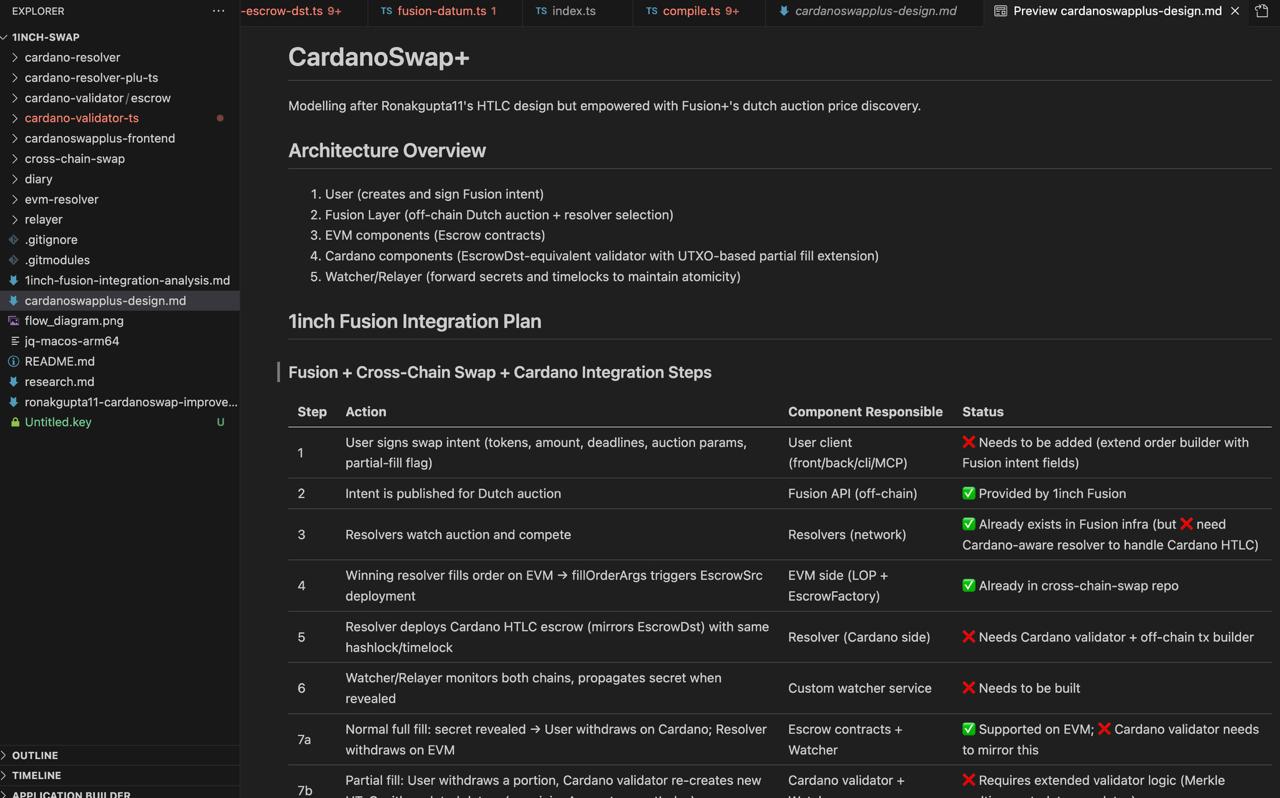 EXPLORER
1INCH-SWAP
cardano-resolver
cardano-resolver-plu-ts
cardano-validator/escrow
cardano-validator-ts
cardanoswapplus-frontend
cross-chain-swap
diary
evm-resolver
relayer
.gitignore
.gitmodules
1inch-fusion-integration-analysis.md
cardanoswapplus-design.md
flow_diagram.png
jq-macos-arm64
README.md
research.md
ronakgupta11-cardanoswap-improve...
Untitled.key U
OUTLINE
TIMELINE
APPLICATION BUILDER
-escrow-dst.ts 9+
TS fusion-datum.ts 1
TS index.ts
TS compile.ts 9+
cardanoswapplus-design.md
Preview cardanoswapplus-design.md
CardanoSwap+
Modelling after Ronakgupta11's HTLC design but empowered with Fusion+'s dutch auction price discovery.
Architecture Overview
1. User (creates and sign Fusion intent)
2. Fusion Layer (off-chain Dutch auction + resolver selection)
3. EVM components (Escrow contracts)
4. Cardano components (EscrowDst-equivalent validator with UTXO-based partial fill extension)
5. Watcher/Relayer (forward secrets and timelocks to maintain atomicity)
1inch Fusion Integration Plan
Fusion + Cross-Chain Swap + Cardano Integration Steps
Step Action Component Responsible Status
1 User signs swap intent (tokens, amount, deadlines, auction params, partial-fill flag) User client (front/back/cli/MCP) ❌ Needs to be added (extend order builder with Fusion intent fields)
2 Intent is published for Dutch auction Fusion API (off-chain) ✅ Provided by 1inch Fusion
3 Resolvers watch auction and compete Resolvers (network) ✅ Already exists in Fusion infra (but ❌ need Cardano-aware resolver to handle Cardano HTLC)
4 Winning resolver fills order on EVM → fillOrderArgs triggers EscrowSrc deployment EVM side (LOP + EscrowFactory) ✅ Already in cross-chain-swap repo
5 Resolver deploys Cardano HTLC escrow (mirrors EscrowDst) with same hashlock/timelock Resolver (Cardano side) ❌ Needs Cardano validator + off-chain tx builder
6 Watcher/Relayer monitors both chains, propagates secret when revealed Custom watcher service ❌ Needs to be built
7a Normal full fill: secret revealed → User withdraws on Cardano; Resolver withdraws on EVM Escrow contracts + Watcher ✅ Supported on EVM; ❌ Cardano validator needs to mirror this
7b Partial fill: User withdraws a portion, Cardano validator re-creates new Cardano validator + ❌ Requires extended validator logic (Merkle